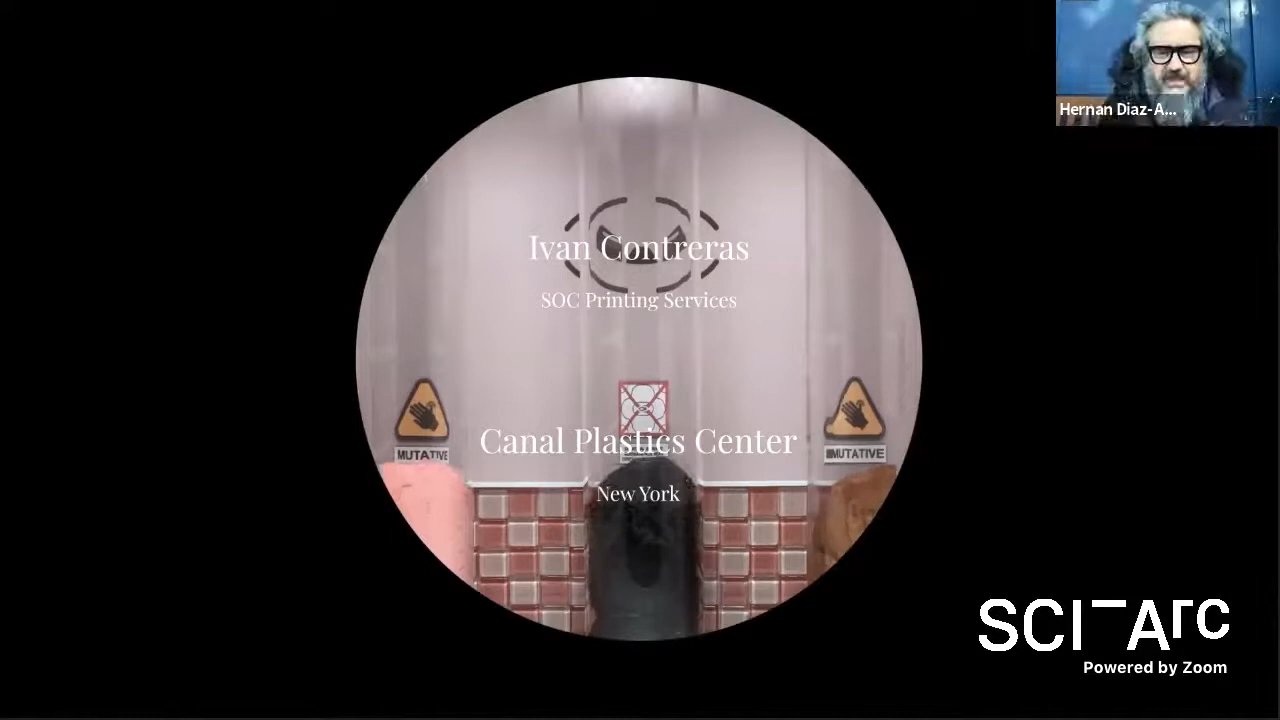 Hernan Diaz-A...
Ivan Contreras
SOC Printing Services
MUTATIVE
MUTATIVE
Canal Plastics Center
New York
SCI-Arc
Powered by Zoom